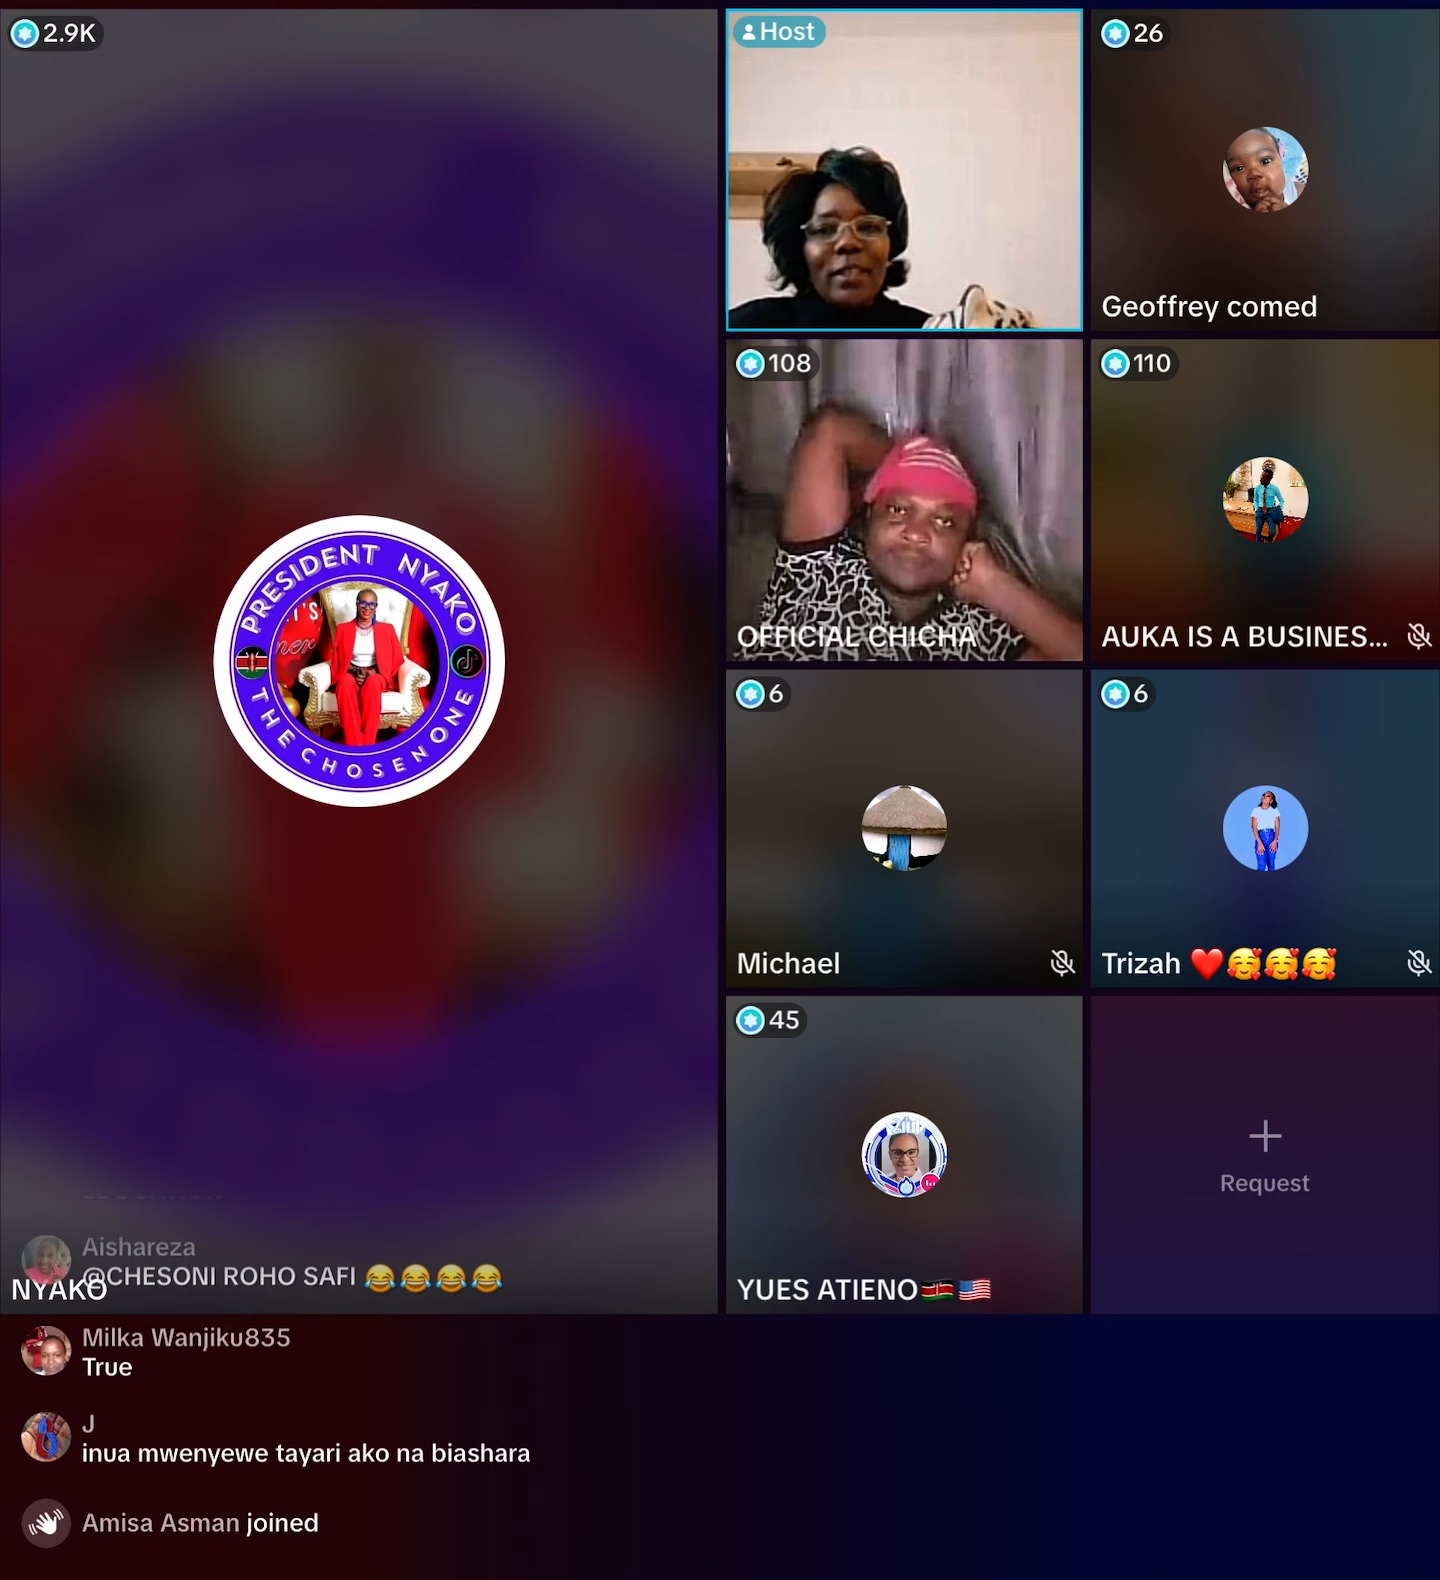 2.9K
PRESIDENT NYAKO
THE CHOSEN ONE
NYAKO
Host
26
Geoffrey comed
108
OFFICIAL CHICHA
110
AUKA IS A BUSINES...
6
Michael
6
Trizah ❤️🥰🥰🥰
45
YUES ATIENO🇰🇪🇺🇸
Request
Aishareza
@CHESONI ROHO SAFI 😂😂😂😂
Milka Wanjiku835
True
J
inua mwenyewe tayari ako na biashara
Amisa Asman joined